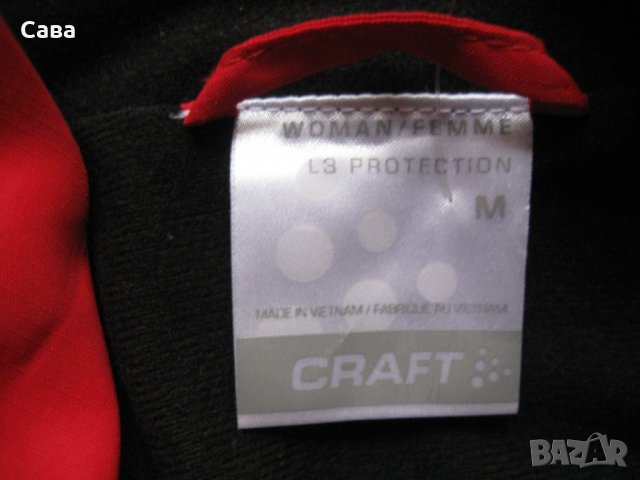 Сава
WOMAN/FEMME
L3 PROTECTION
M
MADE IN VIETNAM / FABRIQUE AU VIETNAM
CRAFT
BAZAR